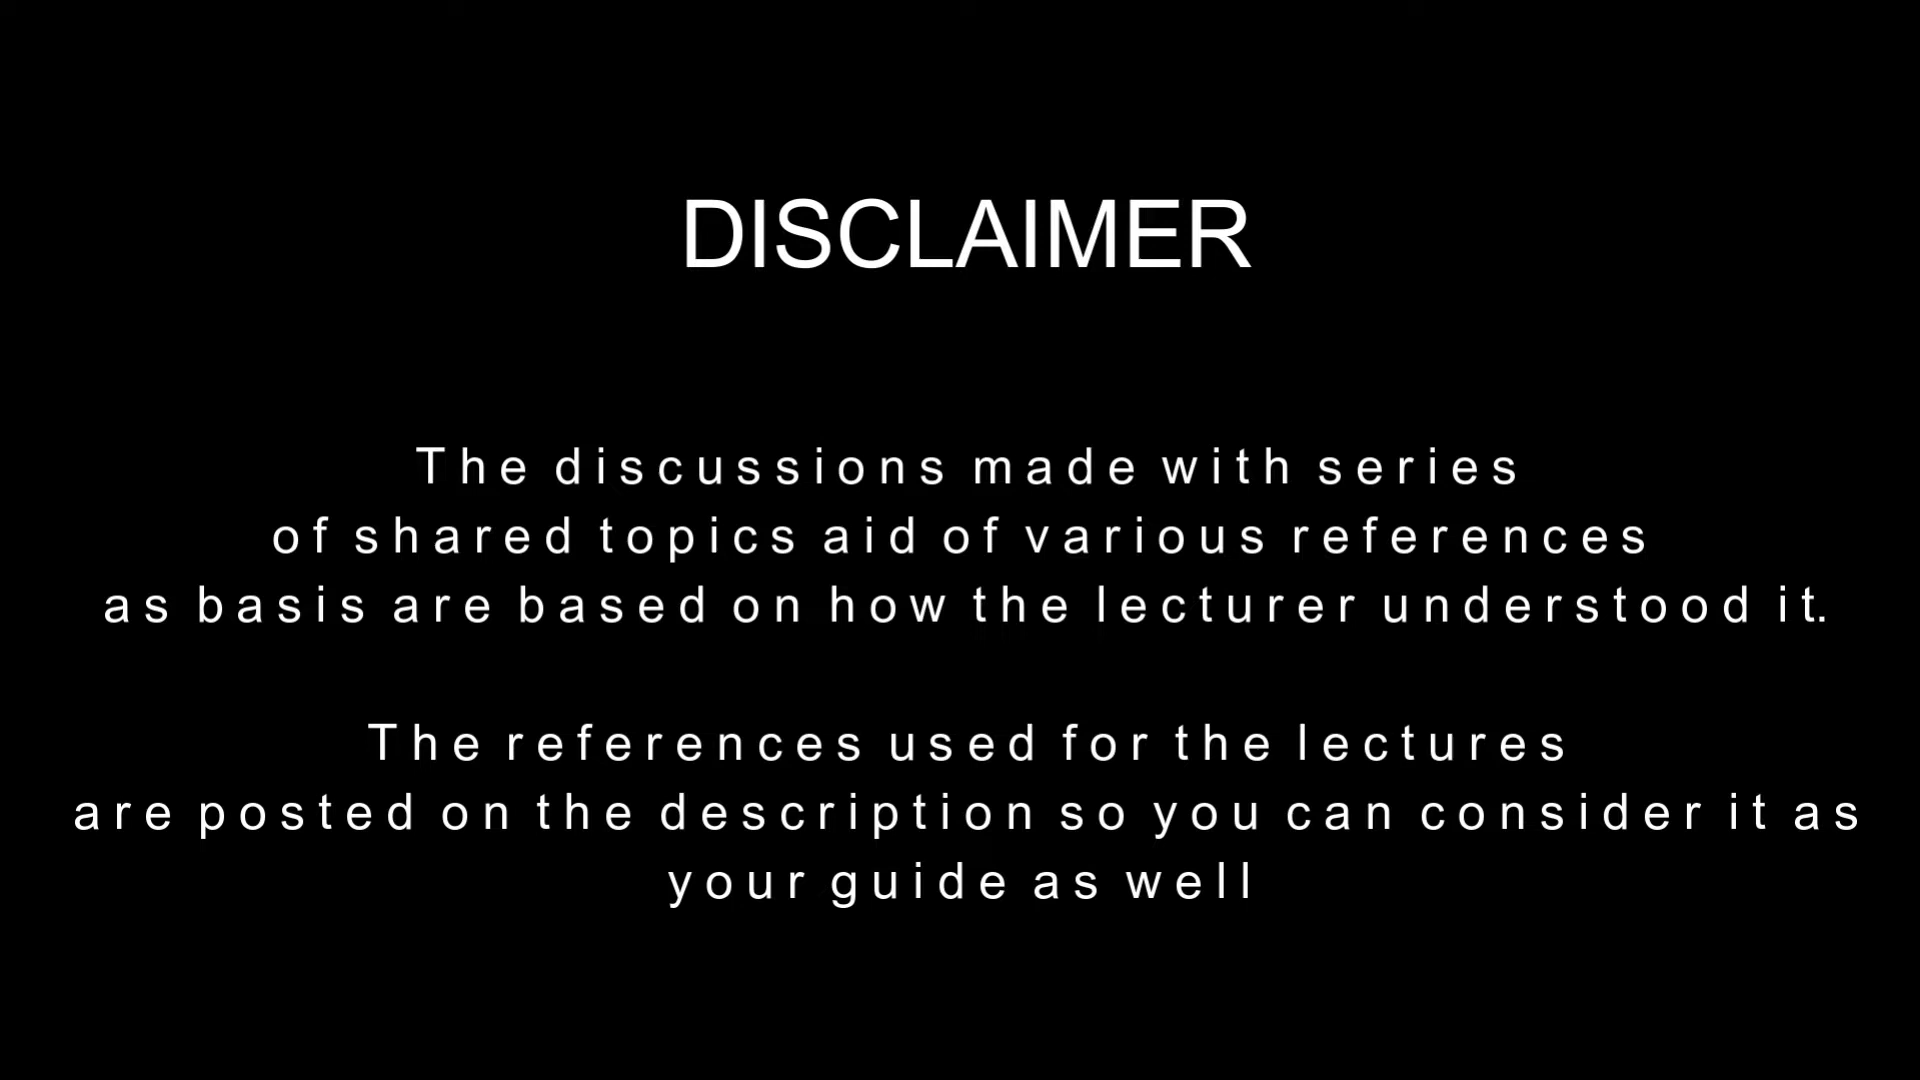 DISCLAIMER
The discussions made with series
of shared topics aid of various references
as basis are based on how the lecturer understood it.
The references used for the lectures
are posted on the description so you can consider it as
your guide as well